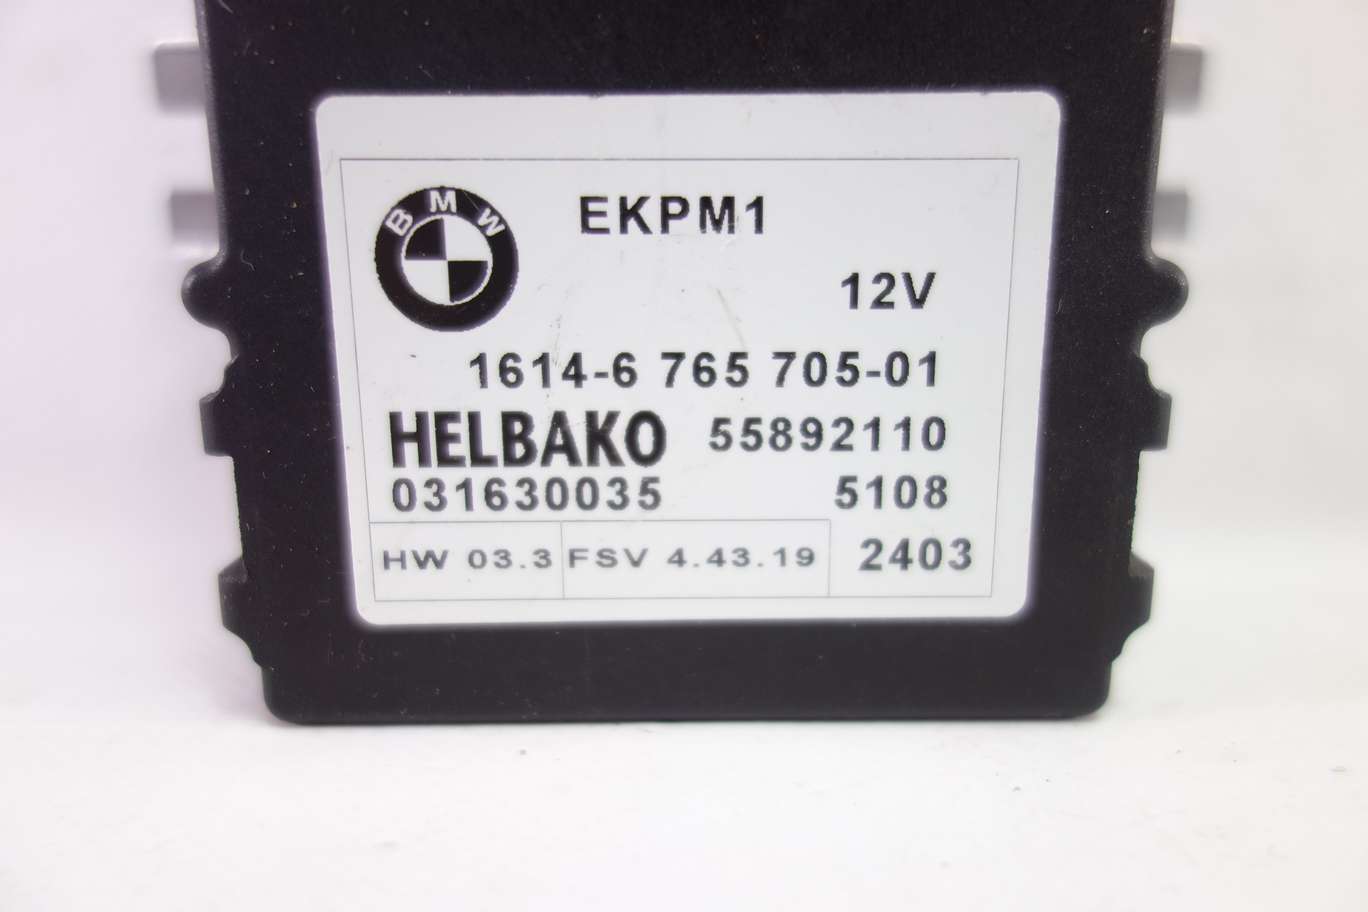 BMW
EKPM1
12V
1614-6 765 705-01
HELBAKO 55892110
031630035 5108
HW 03.3 FSV 4.43.19 2403